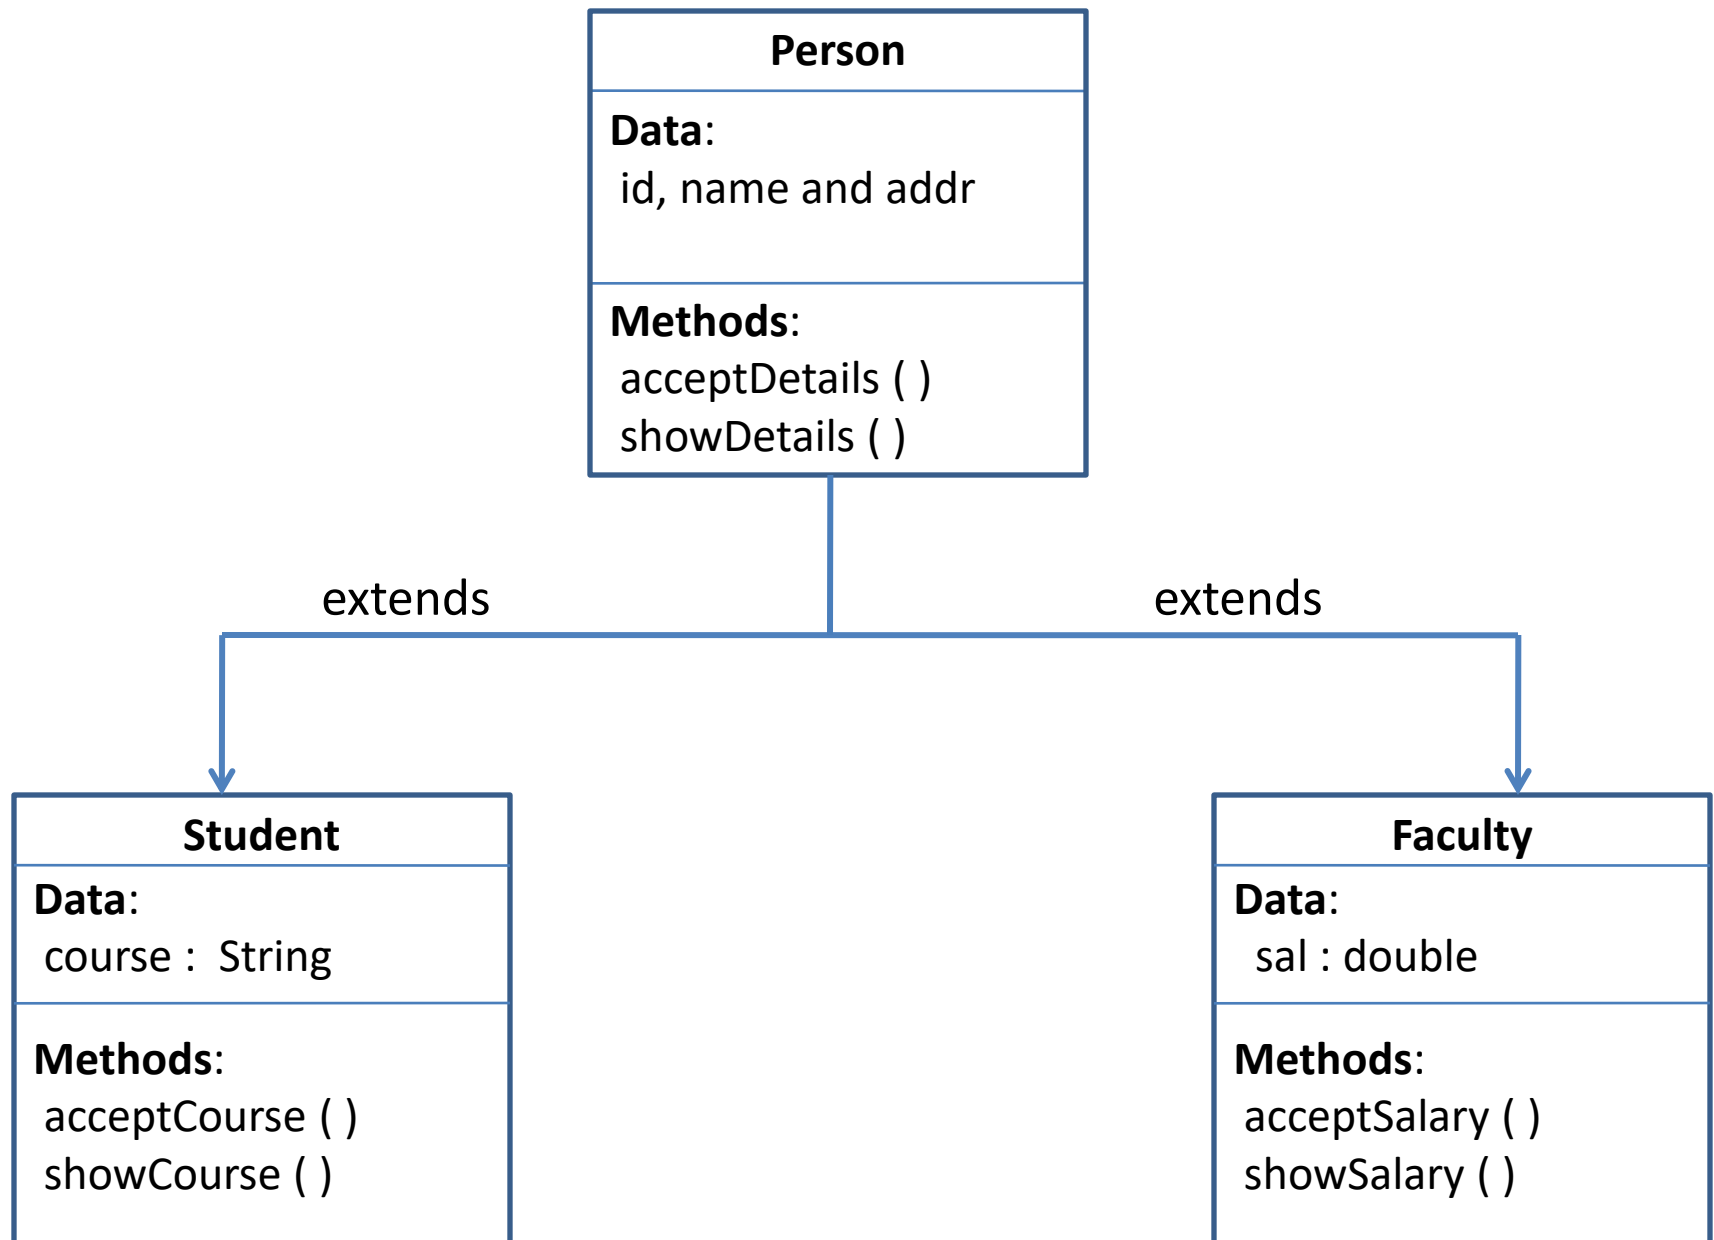 Person
Data:
id, name and addr
Methods:
acceptDetails ( )
showDetails ( )
extends
extends
Student
Data:
course :  String
Methods:
acceptCourse ( )
showCourse ( )
Faculty
Data:
sal : double
Methods:
acceptSalary ( )
showSalary ( )